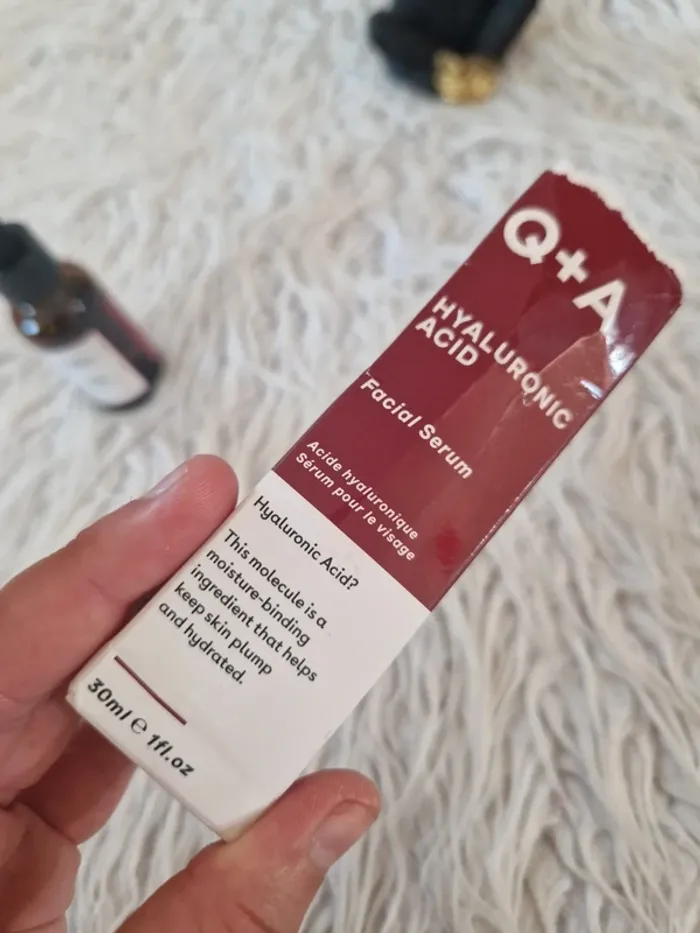 Q+A
HYALURONIC
ACID
Facial Serum
Acide hyaluronique
Sérum pour le visage
Hyaluronic Acid?
This molecule is a
moisture-binding
ingredient that helps
keep skin plump
and hydrated.
30ml ℮ 1fl.oz